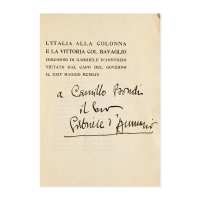 L'ITALIA ALLA COLONNA
E LA VITTORIA COL BAVAGLIO
DISCORSO DI GABRIELE D'ANNUNZIO
VIETATO DAL CAPO DEL GOVERNO
IL XXIV MAGGIO MCMXIX
a Camillo
il suo
Gabriele d'Annunzio